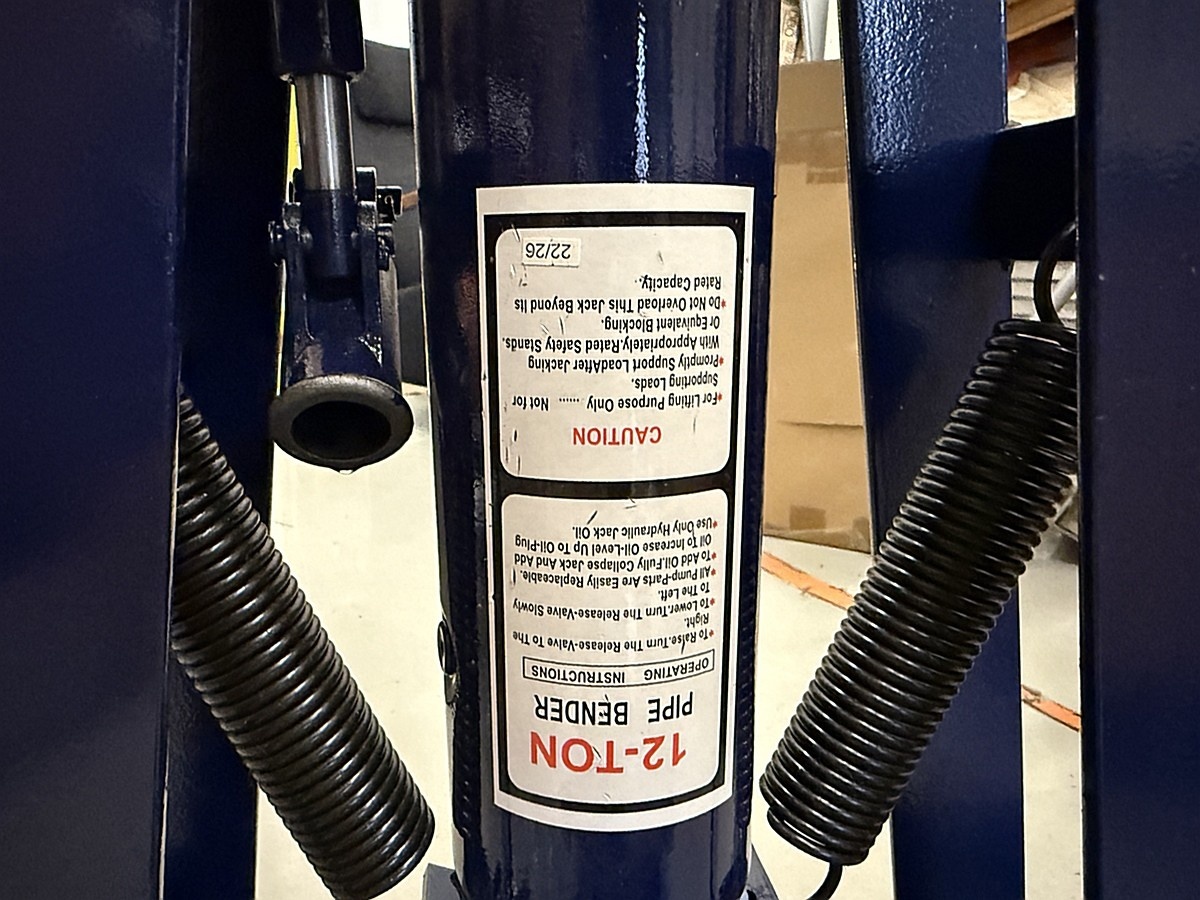 12-TON
PIPE BENDER
OPERATING INSTRUCTIONS
*To Raise.Turn The Release-Valve To The
Right.
*To Lower.Turn The Release-Valve Slowly
To The Left.
*All Pump-Parts Are Easily Replaceable.
*To Add Oil.Fully Collapse Jack And Add
Oil To Increase Oil-Level Up To Oil-Plug
*Use Only Hydraulic Jack Oil.
CAUTION
*For Lifting Purpose Only ...... Not for
Supporting Loads.
*Promptly Support LoadAfter Jacking
With Appropriately.Rated Safety Stands.
Or Equivalent Blocking.
*Do Not Overload This Jack Beyond Its
Rated Capacity.
22/26